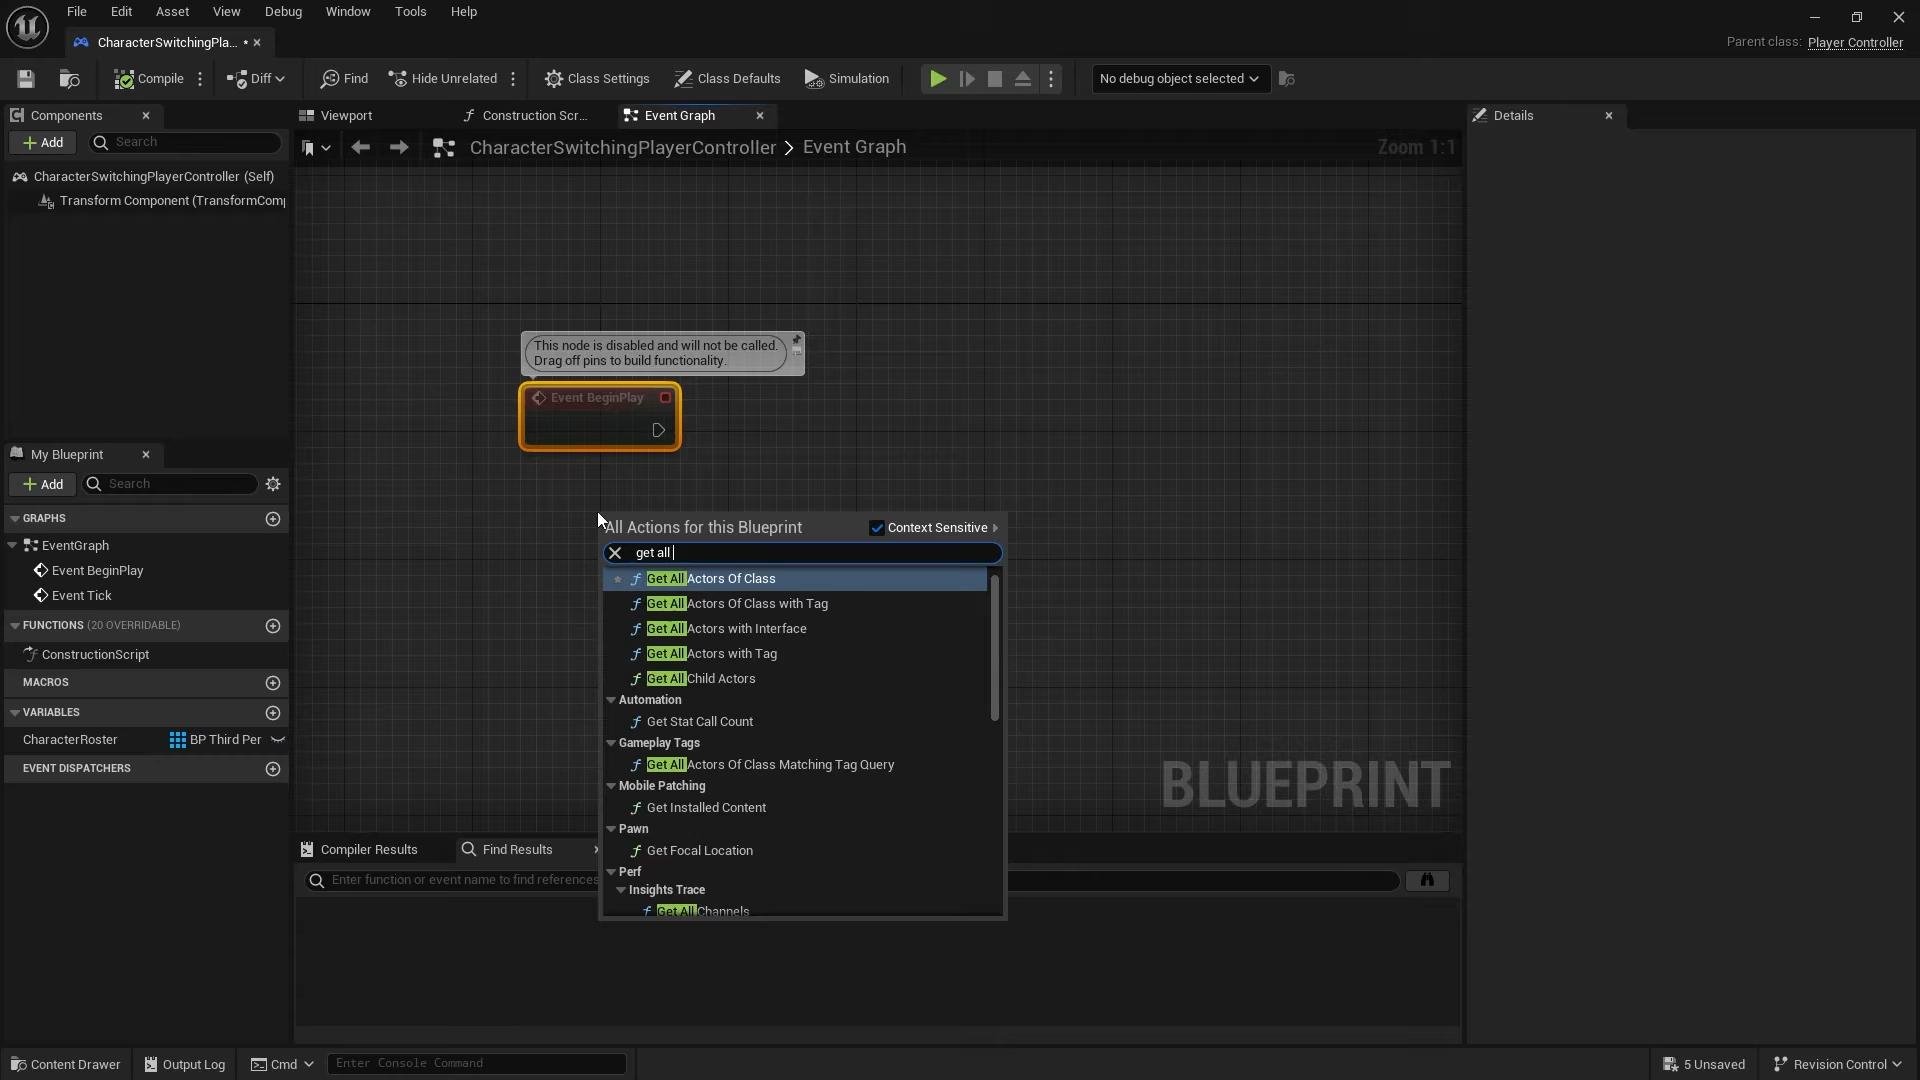 File Edit Asset View Debug Window Tools Help
CharacterSwitchingPla... *
Parent class: Player Controller
Compile Diff Find Hide Unrelated Class Settings Class Defaults Simulation No debug object selected
Components
Add Search
CharacterSwitchingPlayerController (Self)
Transform Component (TransformComp
My Blueprint
Add Search
GRAPHS
EventGraph
Event BeginPlay
Event Tick
FUNCTIONS (20 OVERRIDABLE)
ConstructionScript
MACROS
VARIABLES
CharacterRoster BP Third Per
EVENT DISPATCHERS
Viewport Construction Scr... Event Graph
CharacterSwitchingPlayerController > Event Graph
Zoom 1:1
This node is disabled and will not be called.
Drag off pins to build functionality.
Event BeginPlay
All Actions for this Blueprint Context Sensitive
get all
Get All Actors Of Class
Get All Actors Of Class with Tag
Get All Actors with Interface
Get All Actors with Tag
Get All Child Actors
Automation
Get Stat Call Count
Gameplay Tags
Get All Actors Of Class Matching Tag Query
Mobile Patching
Get Installed Content
Pawn
Get Focal Location
Perf
Insights Trace
Get All Channels
BLUEPRINT
Compiler Results Find Results
Enter function or event name to find references
Details
Content Drawer Output Log Cmd Enter Console Command
5 Unsaved Revision Control